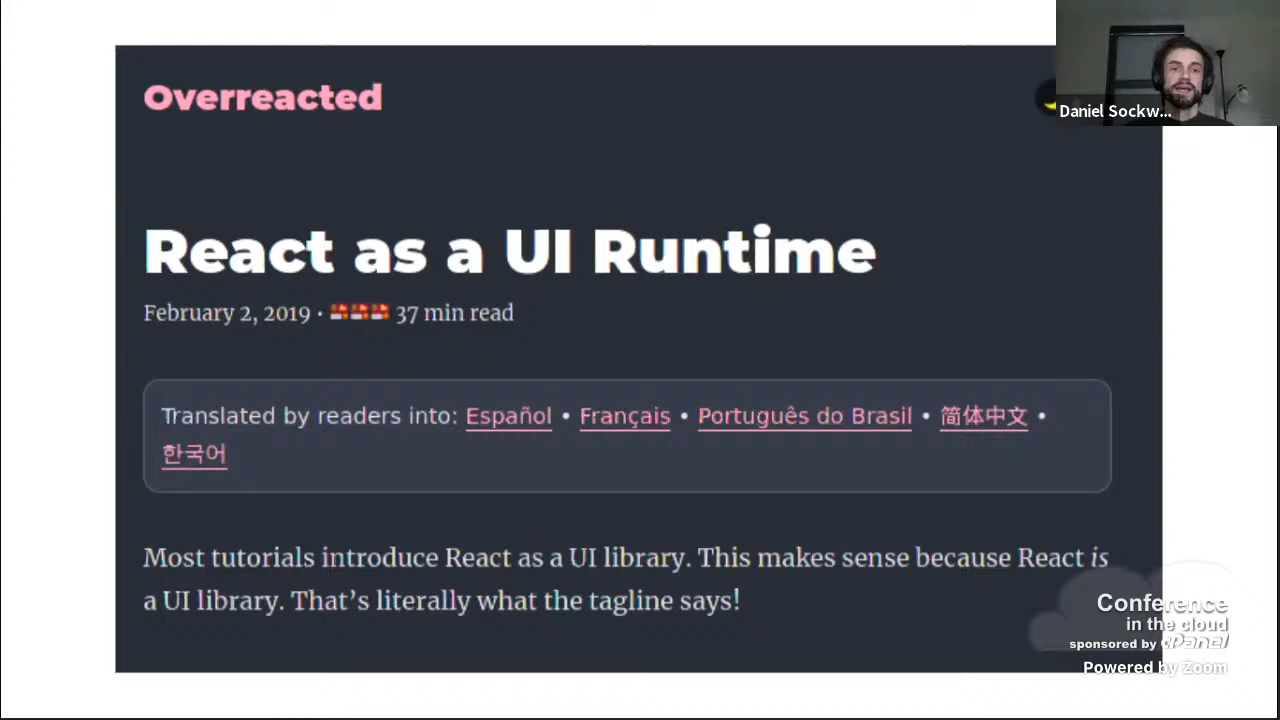 Overreacted
Daniel Sockw...
React as a UI Runtime
February 2, 2019 • 37 min read
Translated by readers into: Español • Français • Português do Brasil • 简体中文 •
한국어
Most tutorials introduce React as a UI library. This makes sense because React is
a UI library. That’s literally what the tagline says!
Conference
in the cloud
sponsored by cPanel
Powered by Zoom